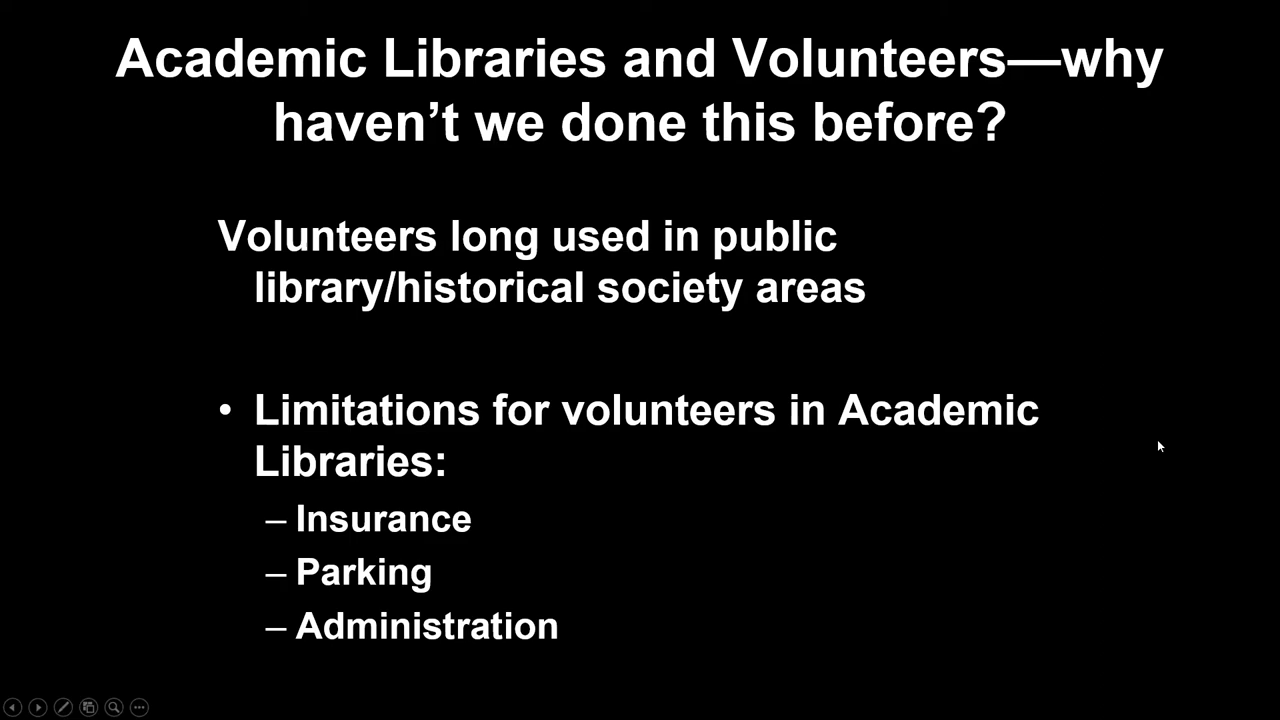 Academic Libraries and Volunteers—why
haven’t we done this before?
Volunteers long used in public
library/historical society areas
• Limitations for volunteers in Academic
Libraries:
– Insurance
– Parking
– Administration